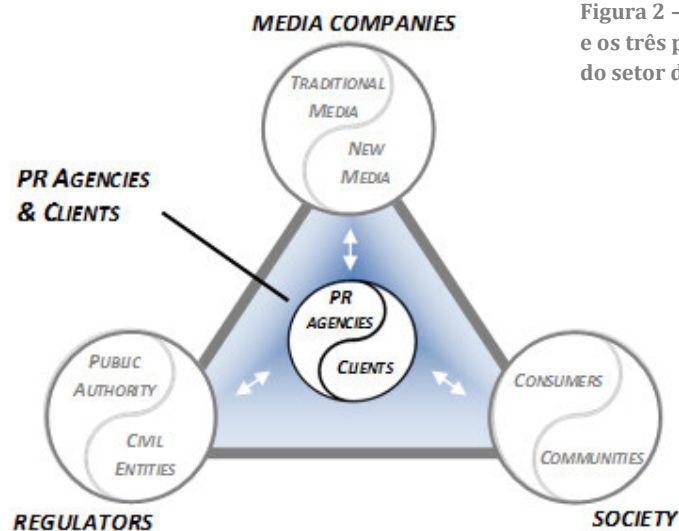 Figura 2 –
e os três p
do setor d
MEDIA COMPANIES
TRADITIONAL
MEDIA
NEW
MEDIA
PR AGENCIES
& CLIENTS
PR
AGENCIES
CLIENTS
PUBLIC
AUTHORITY
CIVIL
ENTITIES
CONSUMERS
COMMUNITIES
REGULATORS
SOCIETY